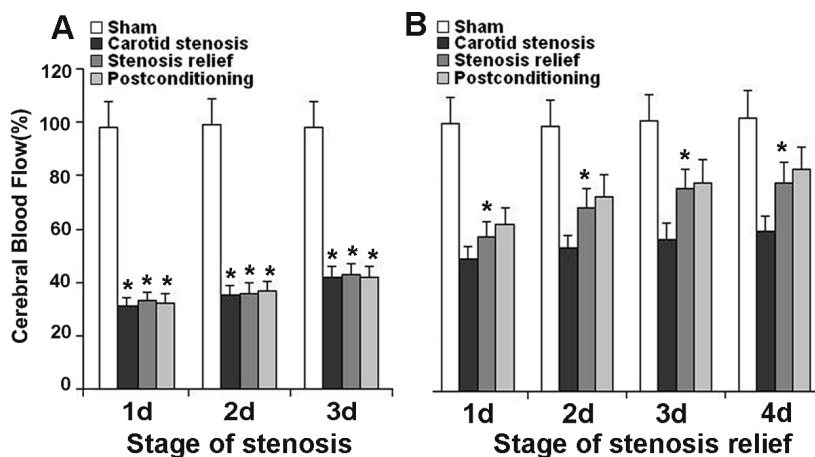 A
Sham
Carotid stenosis
Stenosis relief
Postconditioning
Cerebral Blood Flow(%)
120
100
80
60
40
20
0
* * *
* * *
* * *
1d 2d 3d
Stage of stenosis
B
Sham
Carotid stenosis
Stenosis relief
Postconditioning
*
*
*
*
1d 2d 3d 4d
Stage of stenosis relief